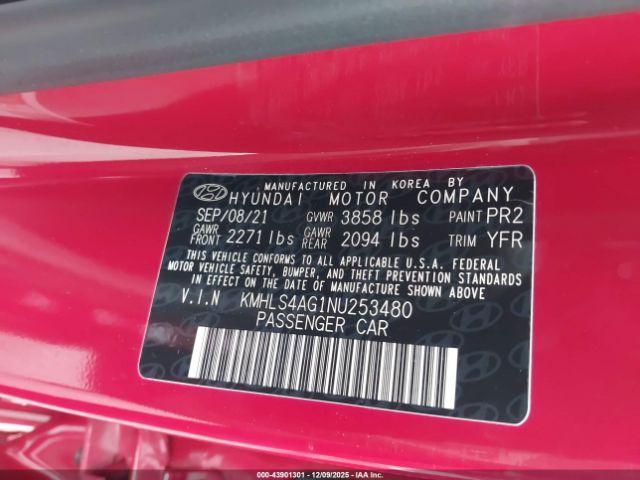 MANUFACTURED IN KOREA BY
HYUNDAI MOTOR COMPANY
SEP/08/21 GVWR 3858 lbs PAINT PR2
GAWR FRONT 2271 lbs GAWR REAR 2094 lbs TRIM YFR
THIS VEHICLE CONFORMS TO ALL APPLICABLE U.S.A. FEDERAL
MOTOR VEHICLE SAFETY, BUMPER, AND THEFT PREVENTION STANDARDS
IN EFFECT ON THE DATE OF MANUFACTURE SHOWN ABOVE
V.I.N KMHLS4AG1NU253480
PASSENGER CAR
000-43901301 - 12/09/2025 - IAAI.COM